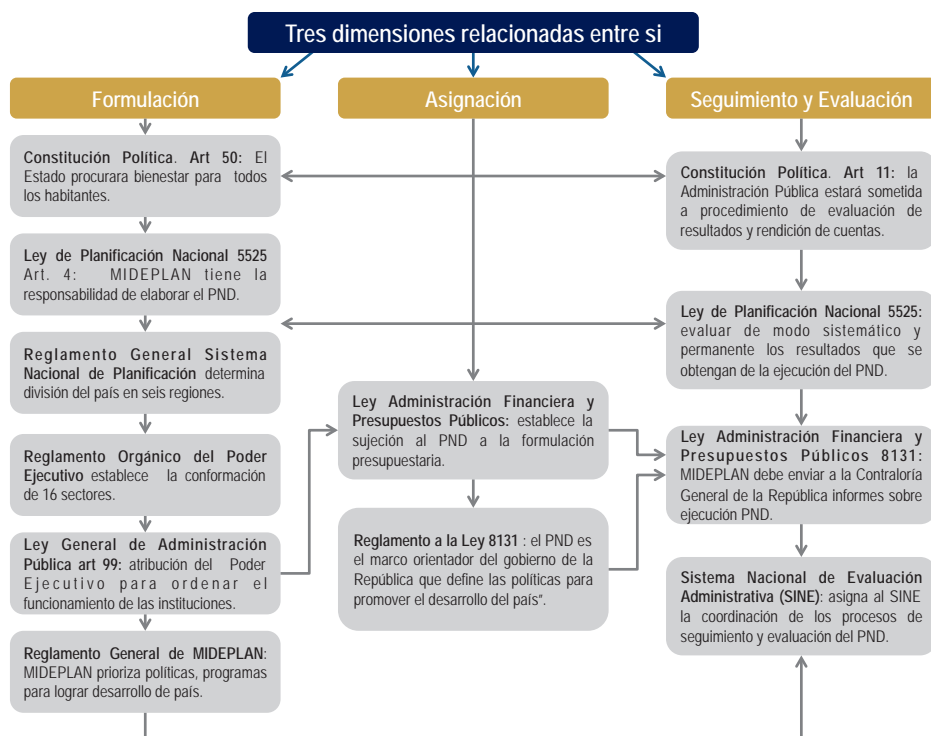 Tres dimensiones relacionadas entre si
Formulación
Constitución Política. Art 50: El
Estado procurara bienestar para todos
los habitantes.
Ley de Planificación Nacional 5525
Art. 4: MIDEPLAN tiene la
responsabilidad de elaborar el PND.
Reglamento General Sistema
Nacional de Planificación determina
división del país en seis regiones.
Reglamento Orgánico del Poder
Ejecutivo establece la conformación
de 16 sectores.
Ley General de Administración
Pública art 99: atribución del Poder
Ejecutivo para ordenar el
funcionamiento de las instituciones.
Reglamento General de MIDEPLAN:
MIDEPLAN prioriza políticas, programas
para lograr desarrollo de país.
Asignación
Ley Administración Financiera y
Presupuestos Públicos: establece la
sujeción al PND a la formulación
presupuestaria.
Reglamento a la Ley 8131 : el PND es
el marco orientador del gobierno de la
República que define las políticas para
promover el desarrollo del país".
Seguimiento y Evaluación
Constitución Política. Art 11: la
Administración Pública estará sometida
a procedimiento de evaluación de
resultados y rendición de cuentas.
Ley de Planificación Nacional 5525:
evaluar de modo sistemático y
permanente los resultados que se
obtengan de la ejecución del PND.
Ley Administración Financiera y
Presupuestos Públicos 8131:
MIDEPLAN debe enviar a la Contraloría
General de la República informes sobre
ejecución PND.
Sistema Nacional de Evaluación
Administrativa (SINE): asigna al SINE
la coordinación de los procesos de
seguimiento y evaluación del PND.